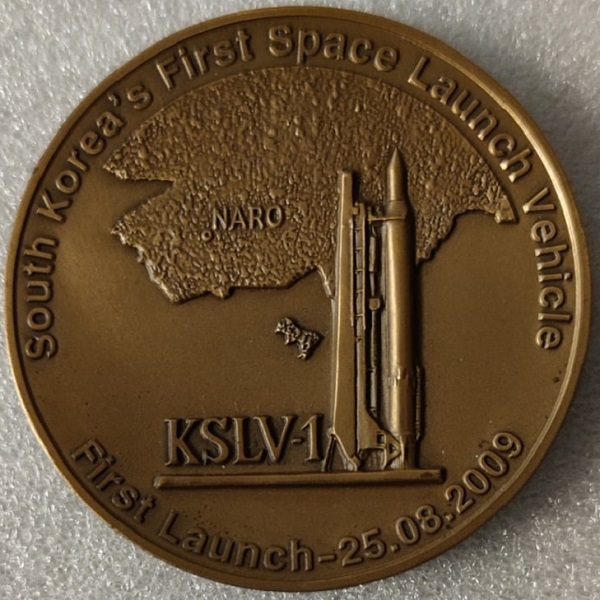 South Korea's First Space Launch Vehicle
NARO
KSLV-1
First Launch-25.08.2009